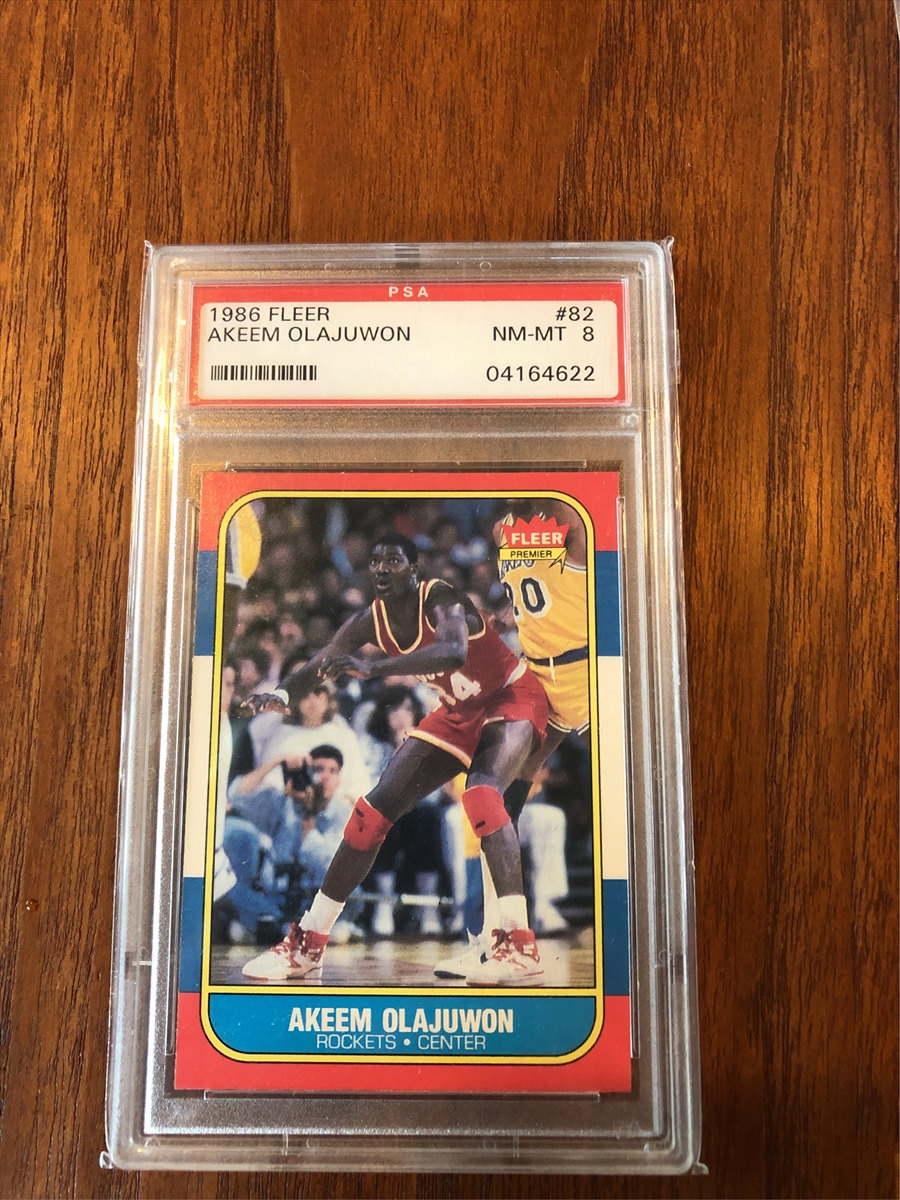 PSA
1986 FLEER #82
AKEEM OLAJUWON NM-MT 8
04164622
FLEER
PREMIER
AKEEM OLAJUWON
ROCKETS • CENTER